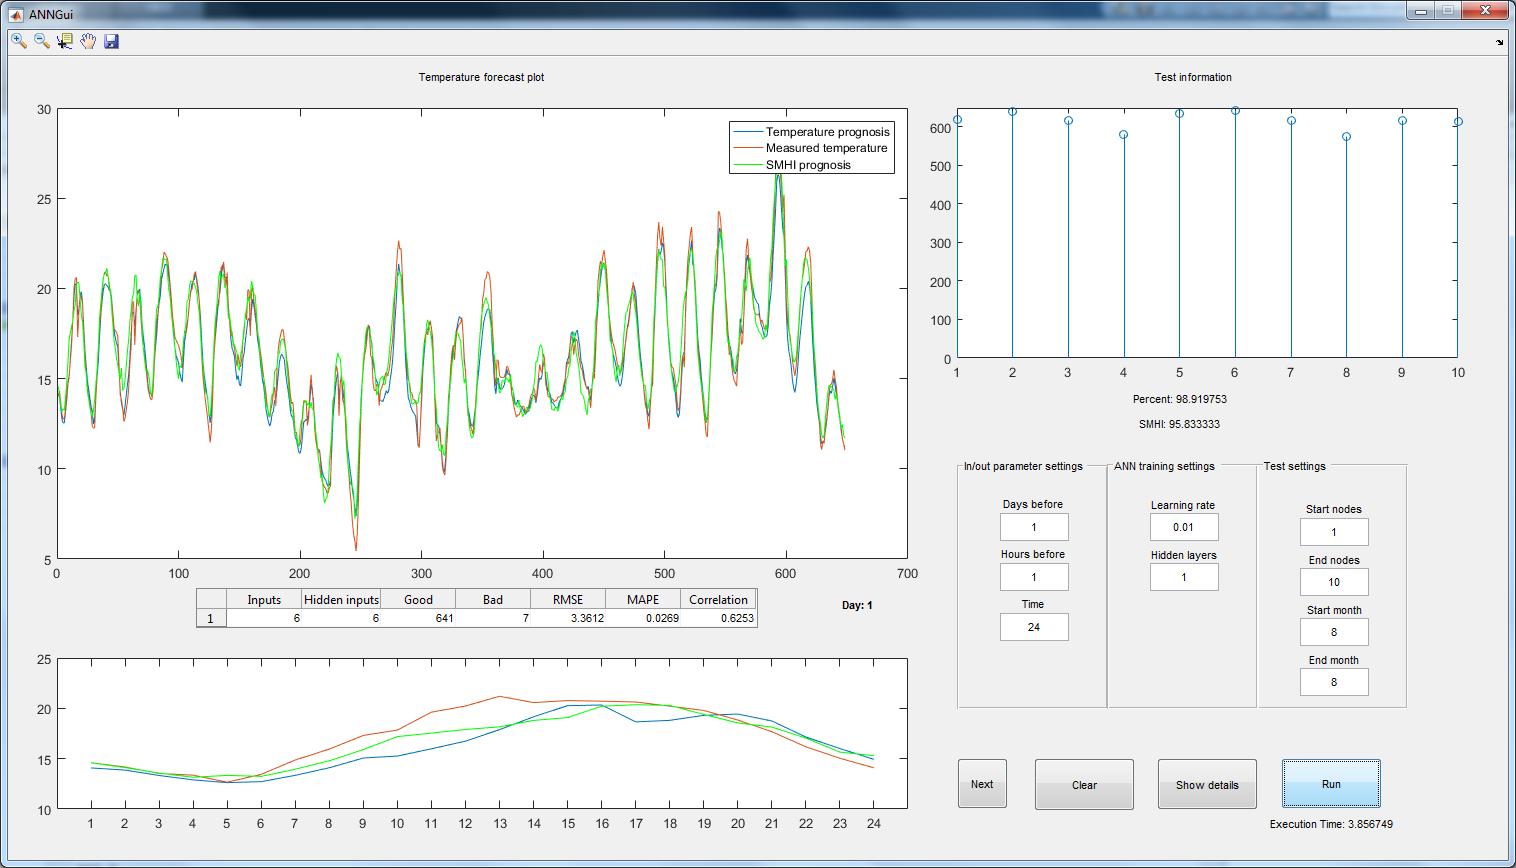 ANNGui
Temperature forecast plot
30
25
20
15
10
5
0 100 200 300 400 500 600 700
Temperature prognosis
Measured temperature
SMHI prognosis
Inputs Hidden inputs Good Bad RMSE MAPE Correlation
1 6 6 641 7 3.3612 0.0269 0.6253
Day: 1
25
20
15
10
1 2 3 4 5 6 7 8 9 10 11 12 13 14 15 16 17 18 19 20 21 22 23 24
Test information
600
500
400
300
200
100
0
1 2 3 4 5 6 7 8 9 10
Percent: 98.919753
SMHI: 95.833333
In/out parameter settings
Days before
1
Hours before
1
Time
24
ANN training settings
Learning rate
0.01
Hidden layers
1
Test settings
Start nodes
1
End nodes
10
Start month
8
End month
8
Next Clear Show details Run
Execution Time: 3.856749